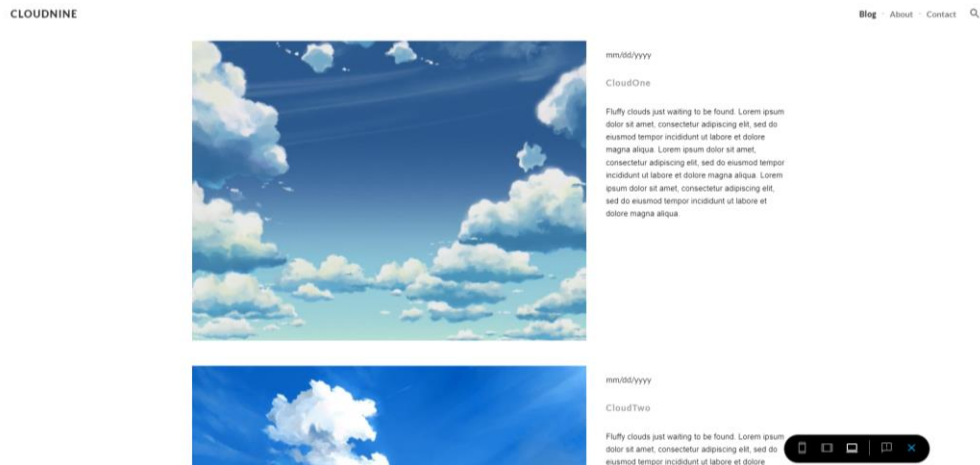 CLOUDNINE
Blog · About · Contact
mm/dd/yyyy
CloudOne
Fluffy clouds just waiting to be found. Lorem ipsum
dolor sit amet, consectetur adipiscing elit, sed do
eiusmod tempor incididunt ut labore et dolore
magna aliqua. Lorem ipsum dolor sit amet,
consectetur adipiscing elit, sed do eiusmod tempor
incididunt ut labore et dolore magna aliqua. Lorem
ipsum dolor sit amet, consectetur adipiscing elit,
sed do eiusmod tempor incididunt ut labore et
dolore magna aliqua.
mm/dd/yyyy
CloudTwo
Fluffy clouds just waiting to be found. Lorem ipsum
dolor sit amet, consectetur adipiscing elit, sed do
eiusmod tempor incididunt ut labore et dolore